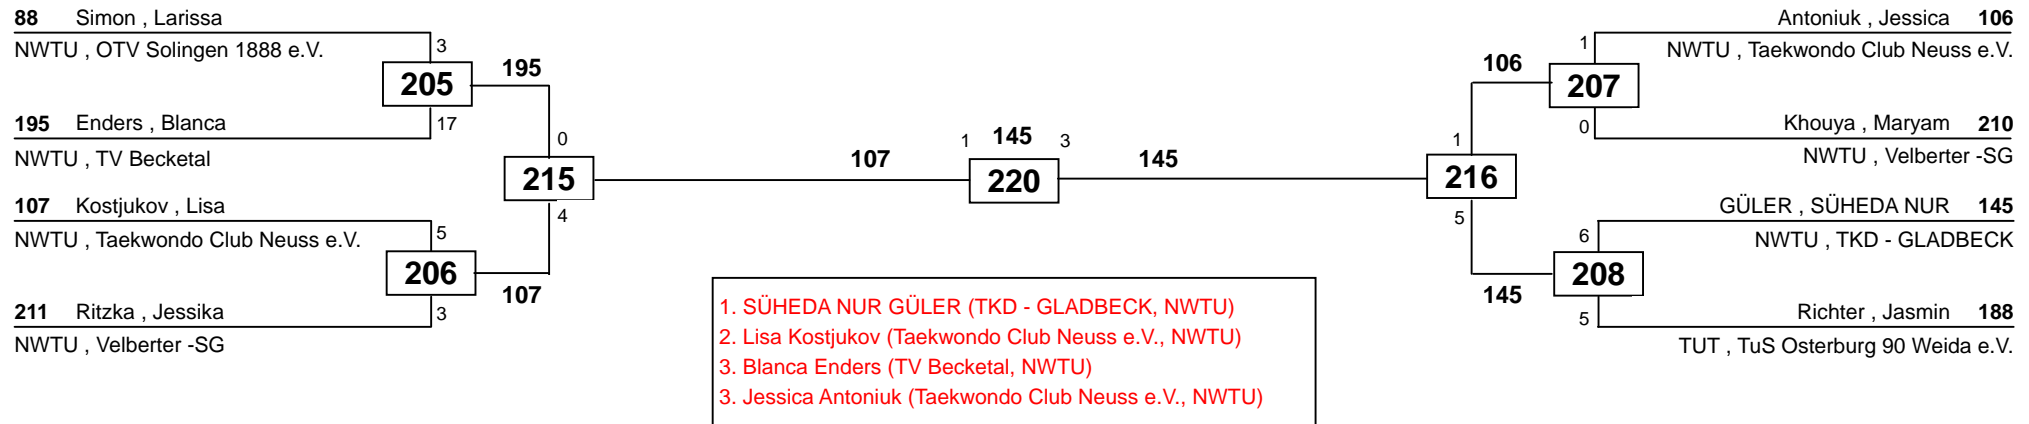 88 Simon , Larissa
NWTU , OTV Solingen 1888 e.V.
3
205
195
17
195 Enders , Blanca
NWTU , TV Becketal
0
215
4
107
107 Kostjukov , Lisa
NWTU , Taekwondo Club Neuss e.V.
5
206
107
3
211 Ritzka , Jessika
NWTU , Velberter -SG
1 145 3
220
145
Antoniuk , Jessica 106
NWTU , Taekwondo Club Neuss e.V.
1
106
207
0
Khouya , Maryam 210
NWTU , Velberter -SG
1
216
5
GÜLER , SÜHEDA NUR 145
NWTU , TKD - GLADBECK
6
208
145
5
Richter , Jasmin 188
TUT , TuS Osterburg 90 Weida e.V.
1. SÜHEDA NUR GÜLER (TKD - GLADBECK, NWTU)
2. Lisa Kostjukov (Taekwondo Club Neuss e.V., NWTU)
3. Blanca Enders (TV Becketal, NWTU)
3. Jessica Antoniuk (Taekwondo Club Neuss e.V., NWTU)